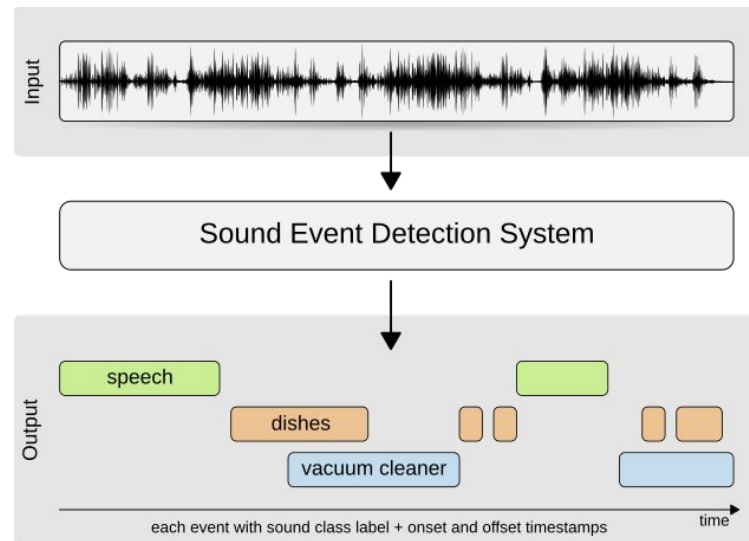 Input
Sound Event Detection System
Output
speech
dishes
vacuum cleaner
time
each event with sound class label + onset and offset timestamps